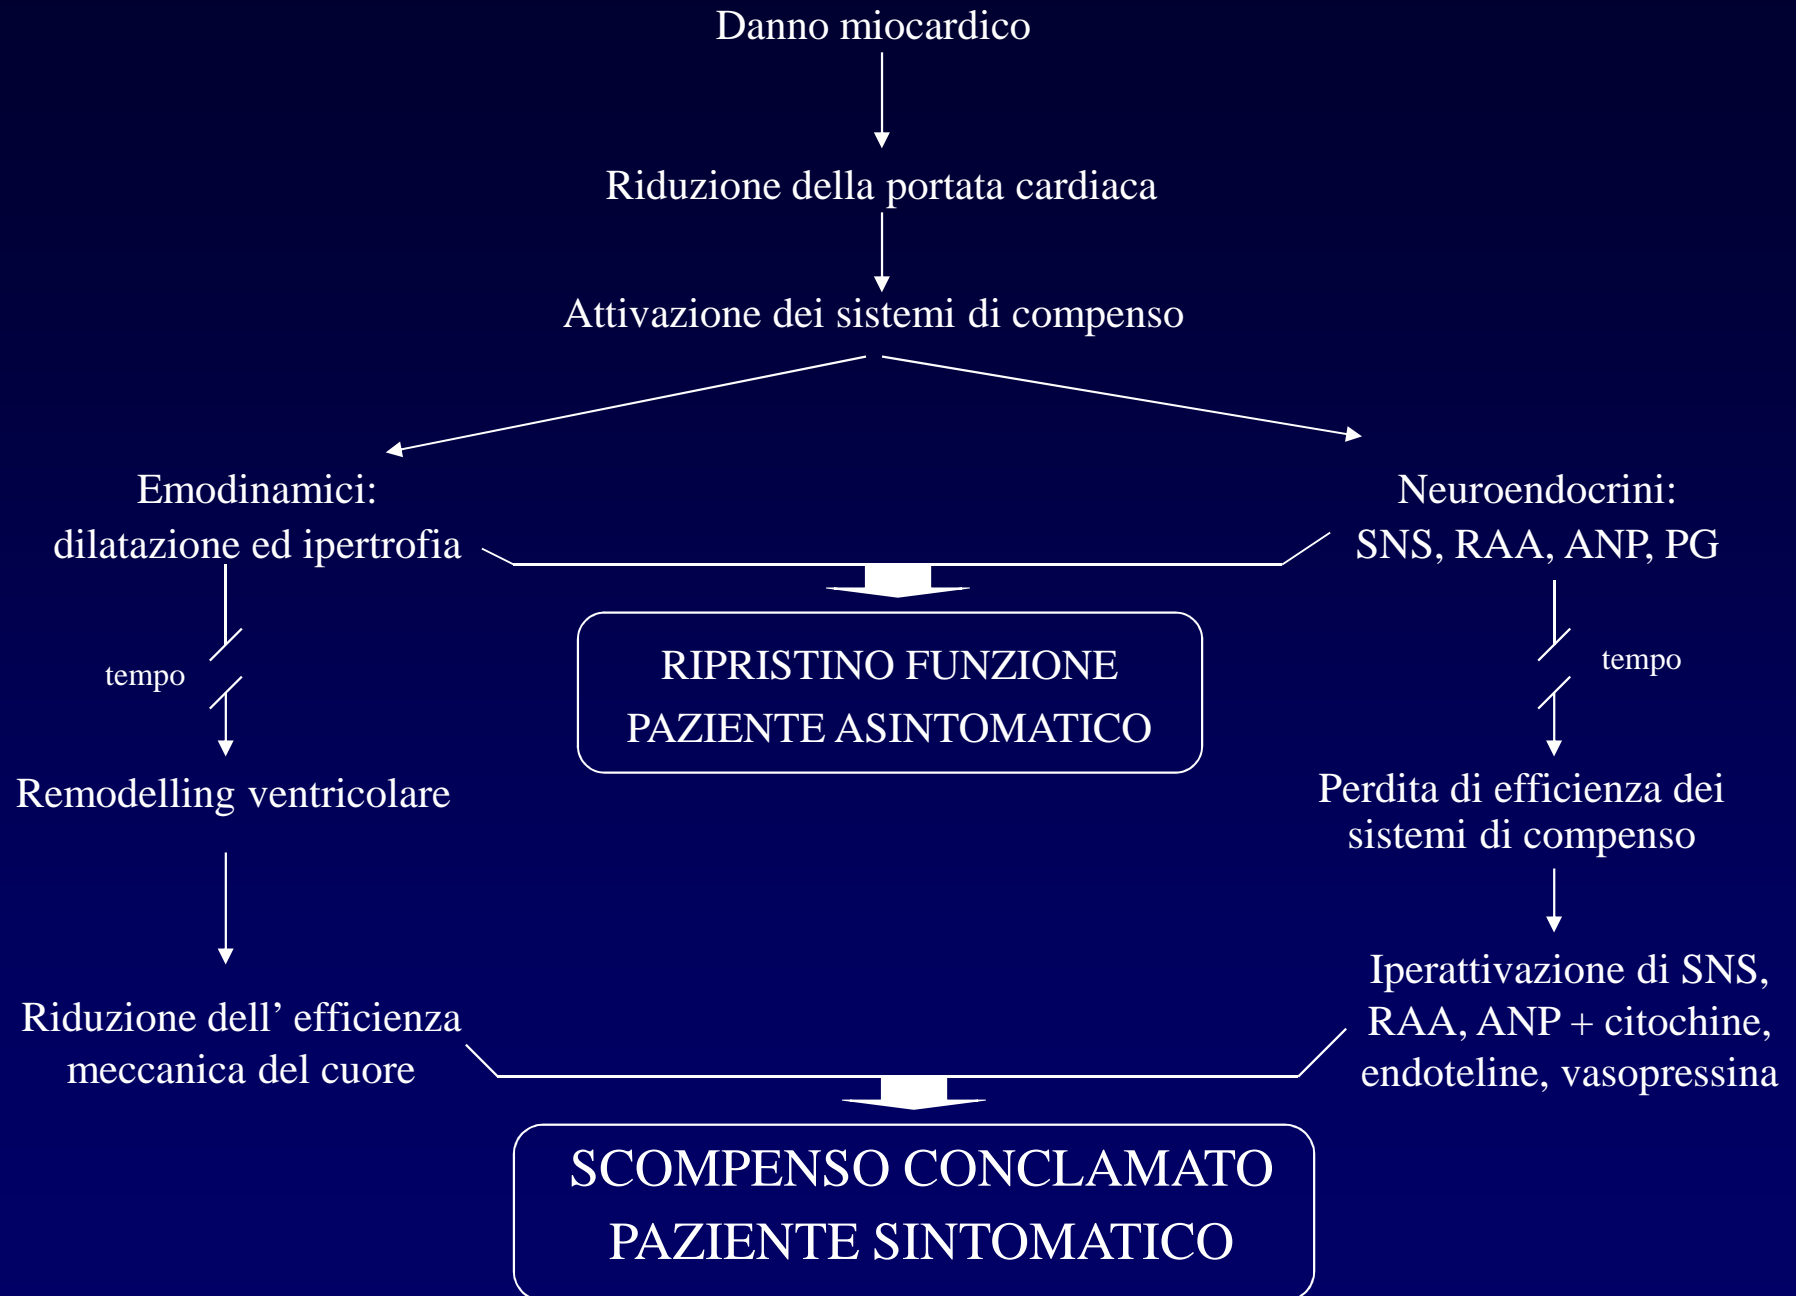 Danno miocardico
Riduzione della portata cardiaca
Attivazione dei sistemi di compenso
Emodinamici:
dilatazione ed ipertrofia
Neuroendocrini:
SNS, RAA, ANP, PG
RIPRISTINO FUNZIONE
PAZIENTE ASINTOMATICO
tempo
tempo
Remodelling ventricolare
Perdita di efficienza dei
sistemi di compenso
Riduzione dell’ efficienza
meccanica del cuore
Iperattivazione di SNS,
RAA, ANP + citochine,
endoteline, vasopressina
SCOMPENSO CONCLAMATO
PAZIENTE SINTOMATICO